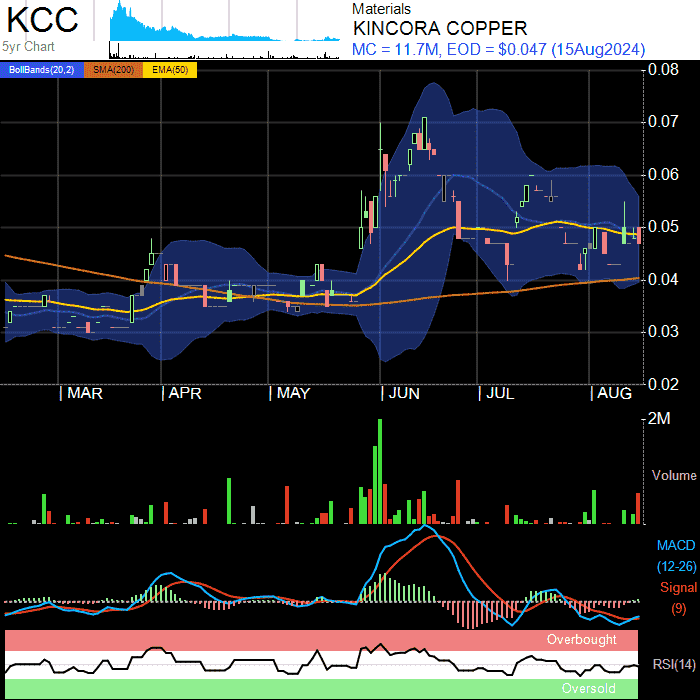 KCC
5yr Chart
Materials
KINCORA COPPER
MC = 11.7M, EOD = $0.047 (15Aug2024)
BollBands(20,2) SMA(200) EMA(50)
0.08
0.07
0.06
0.05
0.04
0.03
0.02
MAR APR MAY JUN JUL AUG
2M
Volume
MACD
(12-26)
Signal
(9)
Overbought
RSI(14)
Oversold